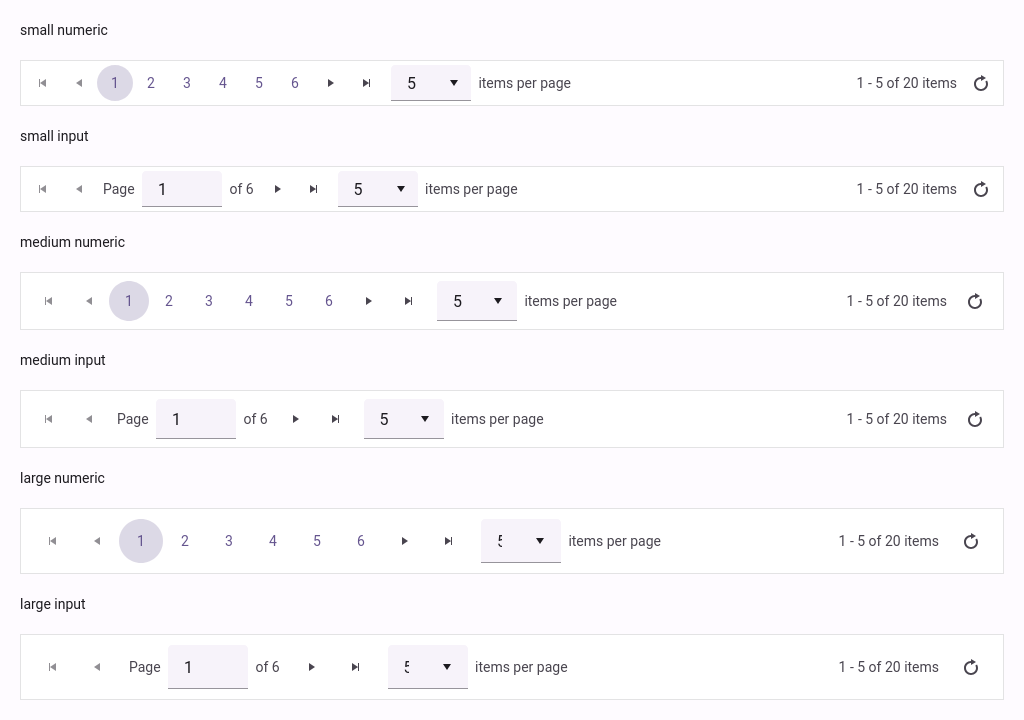 small numeric
1 2 3 4 5 6 5 items per page 1 - 5 of 20 items
small input
Page 1 of 6 5 items per page 1 - 5 of 20 items
medium numeric
1 2 3 4 5 6 5 items per page 1 - 5 of 20 items
medium input
Page 1 of 6 5 items per page 1 - 5 of 20 items
large numeric
1 2 3 4 5 6 5 items per page 1 - 5 of 20 items
large input
Page 1 of 6 5 items per page 1 - 5 of 20 items